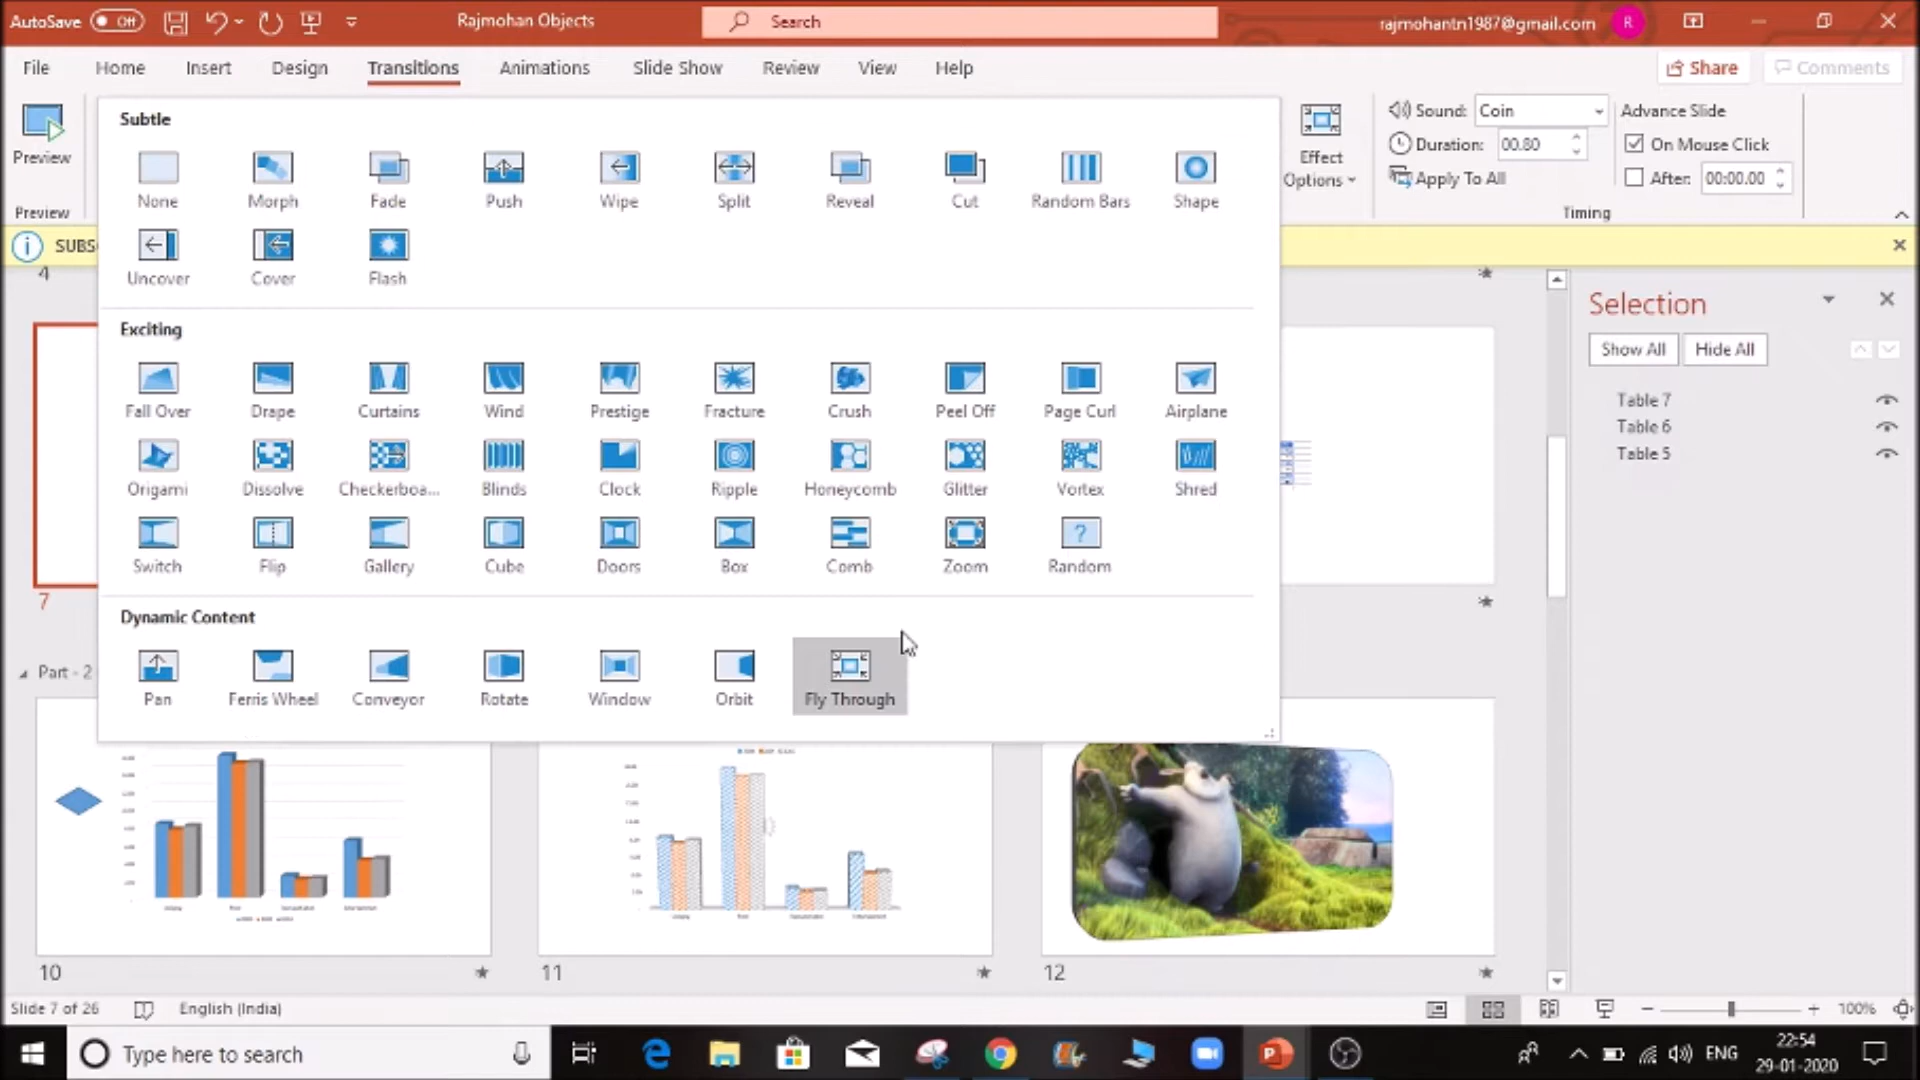 AutoSave Off
Rajmohan Objects
Search
rajmohantn1987@gmail.com R
File Home Insert Design Transitions Animations Slide Show Review View Help
Share Comments
Preview
Preview
Effect
Options
Sound: Coin
Duration: 00.80
Apply To All
Advance Slide
On Mouse Click
After: 00:00.00
Timing
SUBS
4
Subtle
None Morph Fade Push Wipe Split Reveal Cut Random Bars Shape
Uncover Cover Flash
Exciting
Fall Over Drape Curtains Wind Prestige Fracture Crush Peel Off Page Curl Airplane
Origami Dissolve Checkerboa... Blinds Clock Ripple Honeycomb Glitter Vortex Shred
Switch Flip Gallery Cube Doors Box Comb Zoom Random
?
Dynamic Content
Pan Ferris Wheel Conveyor Rotate Window Orbit Fly Through
Selection
Show All Hide All
Table 7
Table 6
Table 5
7
Part - 2
10
11
12
Slide 7 of 26 English (India) 100%
Type here to search
ENG
22:54
29-01-2020